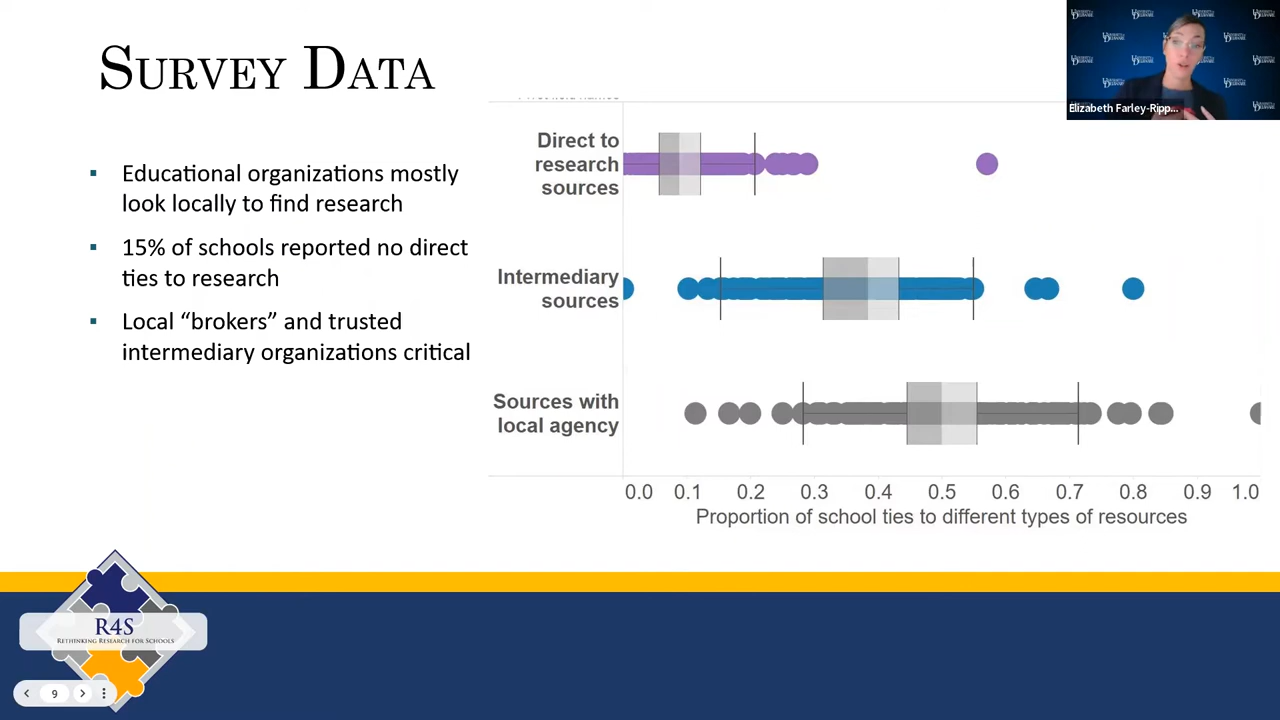 SURVEY DATA
▪ Educational organizations mostly
look locally to find research
▪ 15% of schools reported no direct
ties to research
▪ Local “brokers” and trusted
intermediary organizations critical
Direct to
research
sources
Intermediary
sources
Sources with
local agency
0.0 0.1 0.2 0.3 0.4 0.5 0.6 0.7 0.8 0.9 1.0
Proportion of school ties to different types of resources
Elizabeth Farley-Ripp...
R4S
RETHINKING RESEARCH FOR SCHOOLS
9